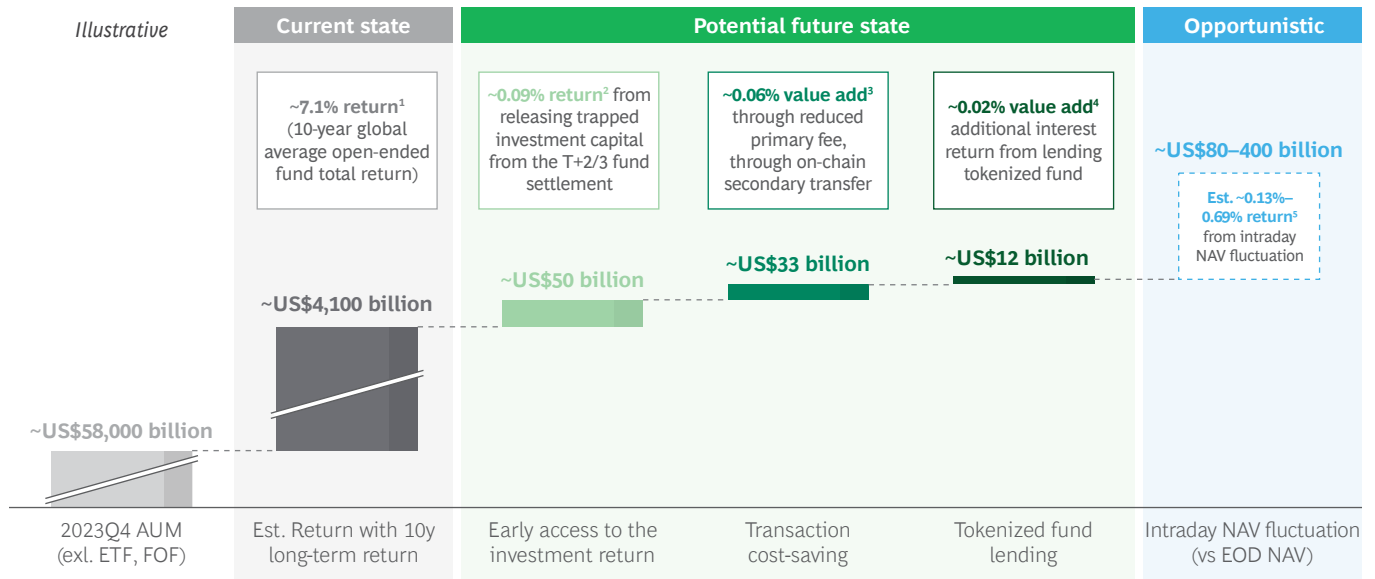 Illustrative
Current state
Potential future state
Opportunistic
~7.1% return¹
(10-year global
average open-ended
fund total return)
~0.09% return² from
releasing trapped
investment capital
from the T+2/3 fund
settlement
~0.06% value add³
through reduced
primary fee,
through on-chain
secondary transfer
~0.02% value add⁴
additional interest
return from lending
tokenized fund
~US$80–400 billion
Est. ~0.13%–
0.69% return⁵
from intraday
NAV fluctuation
~US$58,000 billion
~US$4,100 billion
~US$50 billion
~US$33 billion
~US$12 billion
2023Q4 AUM
(exl. ETF, FOF)
Est. Return with 10y
long-term return
Early access to the
investment return
Transaction
cost-saving
Tokenized fund
lending
Intraday NAV fluctuation
(vs EOD NAV)